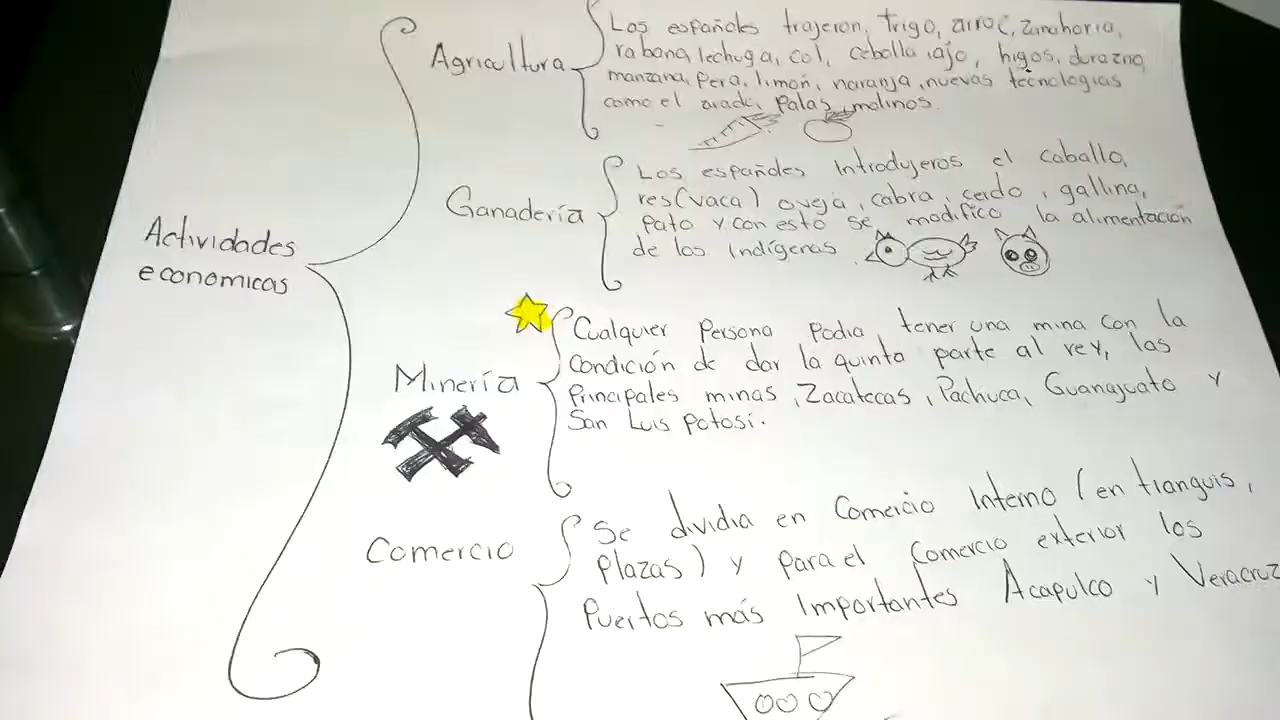 Actividades
economicas
Agricultura
Los españoles trajeron, trigo, arroz, zanahoria,
rabano, lechuga, col, cebolla, ajo, higos, durazno,
manzana, pera, limón, naranja, nuevas tecnologias
como el arado, palas, molinos.
Ganadería
Los españoles Introdujeros el caballo,
res(vaca) oveja, cabra, cerdo, gallina,
pato y con esto se modifico la alimentación
de los Indígenas
Minería
Cualquier Persona Podia tener una mina con la
condición de dar la quinta parte al rey, las
Principales minas, Zacatecas, Pachuca, Guanajuato y
San Luis Potosí.
Comercio
Se dividia en Comercio Interno (en tianguis,
Plazas) y para el Comercio exterior los
Puertos más Importantes Acapulco y Veracruz